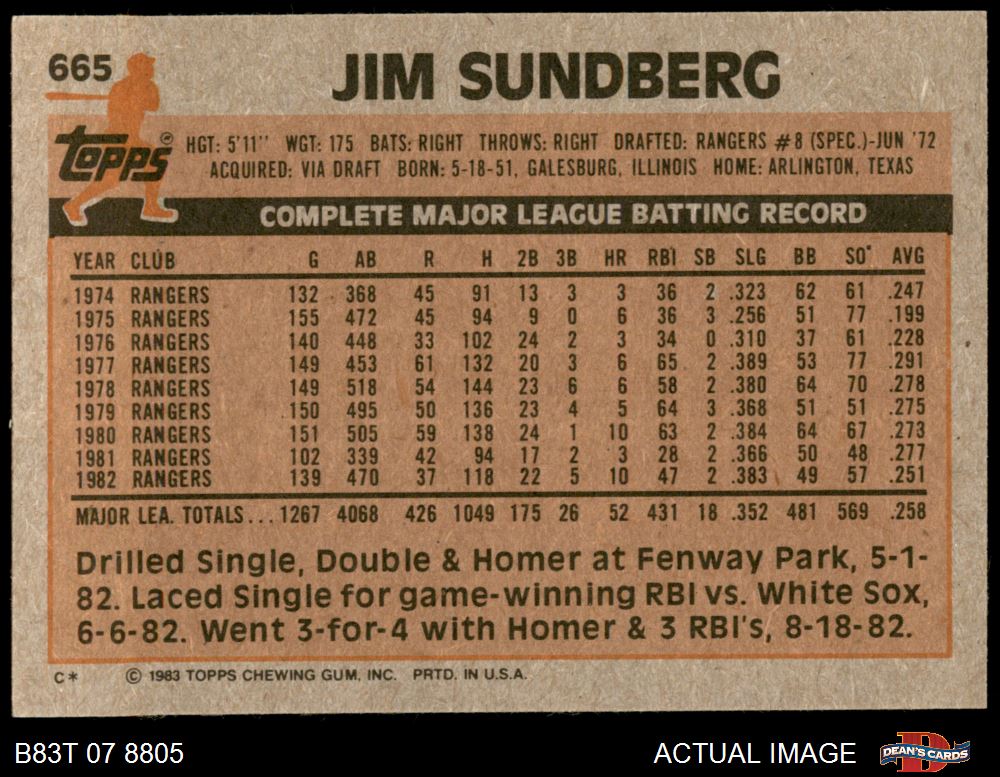 665
JIM SUNDBERG
Topps
HGT: 5'11" WGT: 175 BATS: RIGHT THROWS: RIGHT DRAFTED: RANGERS #8 (SPEC.)-JUN '72
ACQUIRED: VIA DRAFT BORN: 5-18-51, GALESBURG, ILLINOIS HOME: ARLINGTON, TEXAS
COMPLETE MAJOR LEAGUE BATTING RECORD
YEAR CLUB G AB R H 2B 3B HR RBI SB SLG BB SO AVG
1974 RANGERS 132 368 45 91 13 3 3 36 2 .323 62 61 .247
1975 RANGERS 155 472 45 94 9 0 6 36 3 .256 51 77 .199
1976 RANGERS 140 448 33 102 24 2 3 34 0 .310 37 61 .228
1977 RANGERS 149 453 61 132 20 3 6 65 2 .389 53 77 .291
1978 RANGERS 149 518 54 144 23 6 6 58 2 .380 64 70 .278
1979 RANGERS 150 495 50 136 23 4 5 64 3 .368 51 51 .275
1980 RANGERS 151 505 59 138 24 1 10 63 2 .384 64 67 .273
1981 RANGERS 102 339 42 94 17 2 3 28 2 .366 50 48 .277
1982 RANGERS 139 470 37 118 22 5 10 47 2 .383 49 57 .251
MAJOR LEA. TOTALS...1267 4068 426 1049 175 26 52 431 18 .352 481 569 .258
Drilled Single, Double & Homer at Fenway Park, 5-1-
82. Laced Single for game-winning RBI vs. White Sox,
6-6-82. Went 3-for-4 with Homer & 3 RBI's, 8-18-82.
C* © 1983 TOPPS CHEWING GUM, INC. PRTD. IN U.S.A.
B83T 07 8805 ACTUAL IMAGE DEAN'S CARDS